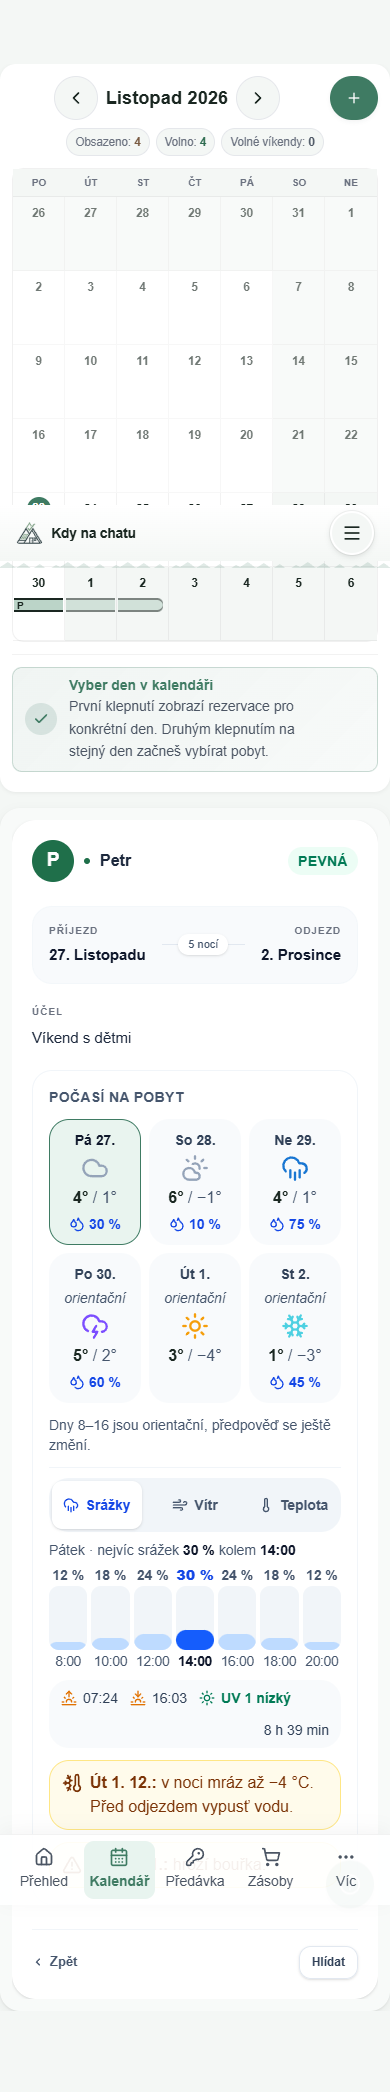 Listopad 2026
+
Obsazeno: 4 Volno: 4 Volné víkendy: 0
PO ÚT ST ČT PÁ SO NE
26 27 28 29 30 31 1
2 3 4 5 6 7 8
9 10 11 12 13 14 15
16 17 18 19 20 21 22
Kdy na chatu
30 1 2 3 4 5 6
P
Vyber den v kalendáři
První klepnutí zobrazí rezervace pro
konkrétní den. Druhým klepnutím na
stejný den začneš vybírat pobyt.
P • Petr PEVNÁ
PŘÍJEZD ODJEZD
27. Listopadu 5 nocí 2. Prosince
ÚČEL
Víkend s dětmi
POČASÍ NA POBYT
Pá 27. So 28. Ne 29.
4° / 1° 6° / −1° 4° / 1°
30 % 10 % 75 %
Po 30. Út 1. St 2.
orientační orientační orientační
5° / 2° 3° / −4° 1° / −3°
60 % 45 %
Dny 8–16 jsou orientační, předpověď se ještě
změní.
Srážky Vítr Teplota
Pátek · nejvíc srážek 30 % kolem 14:00
12 % 18 % 24 % 30 % 24 % 18 % 12 %
8:00 10:00 12:00 14:00 16:00 18:00 20:00
07:24 16:03 UV 1 nízký
8 h 39 min
Út 1. 12.: v noci mráz až −4 °C.
Před odjezdem vypusť vodu.
Přehled Kalendář Předávka Zásoby Víc
Zpět Hlídat